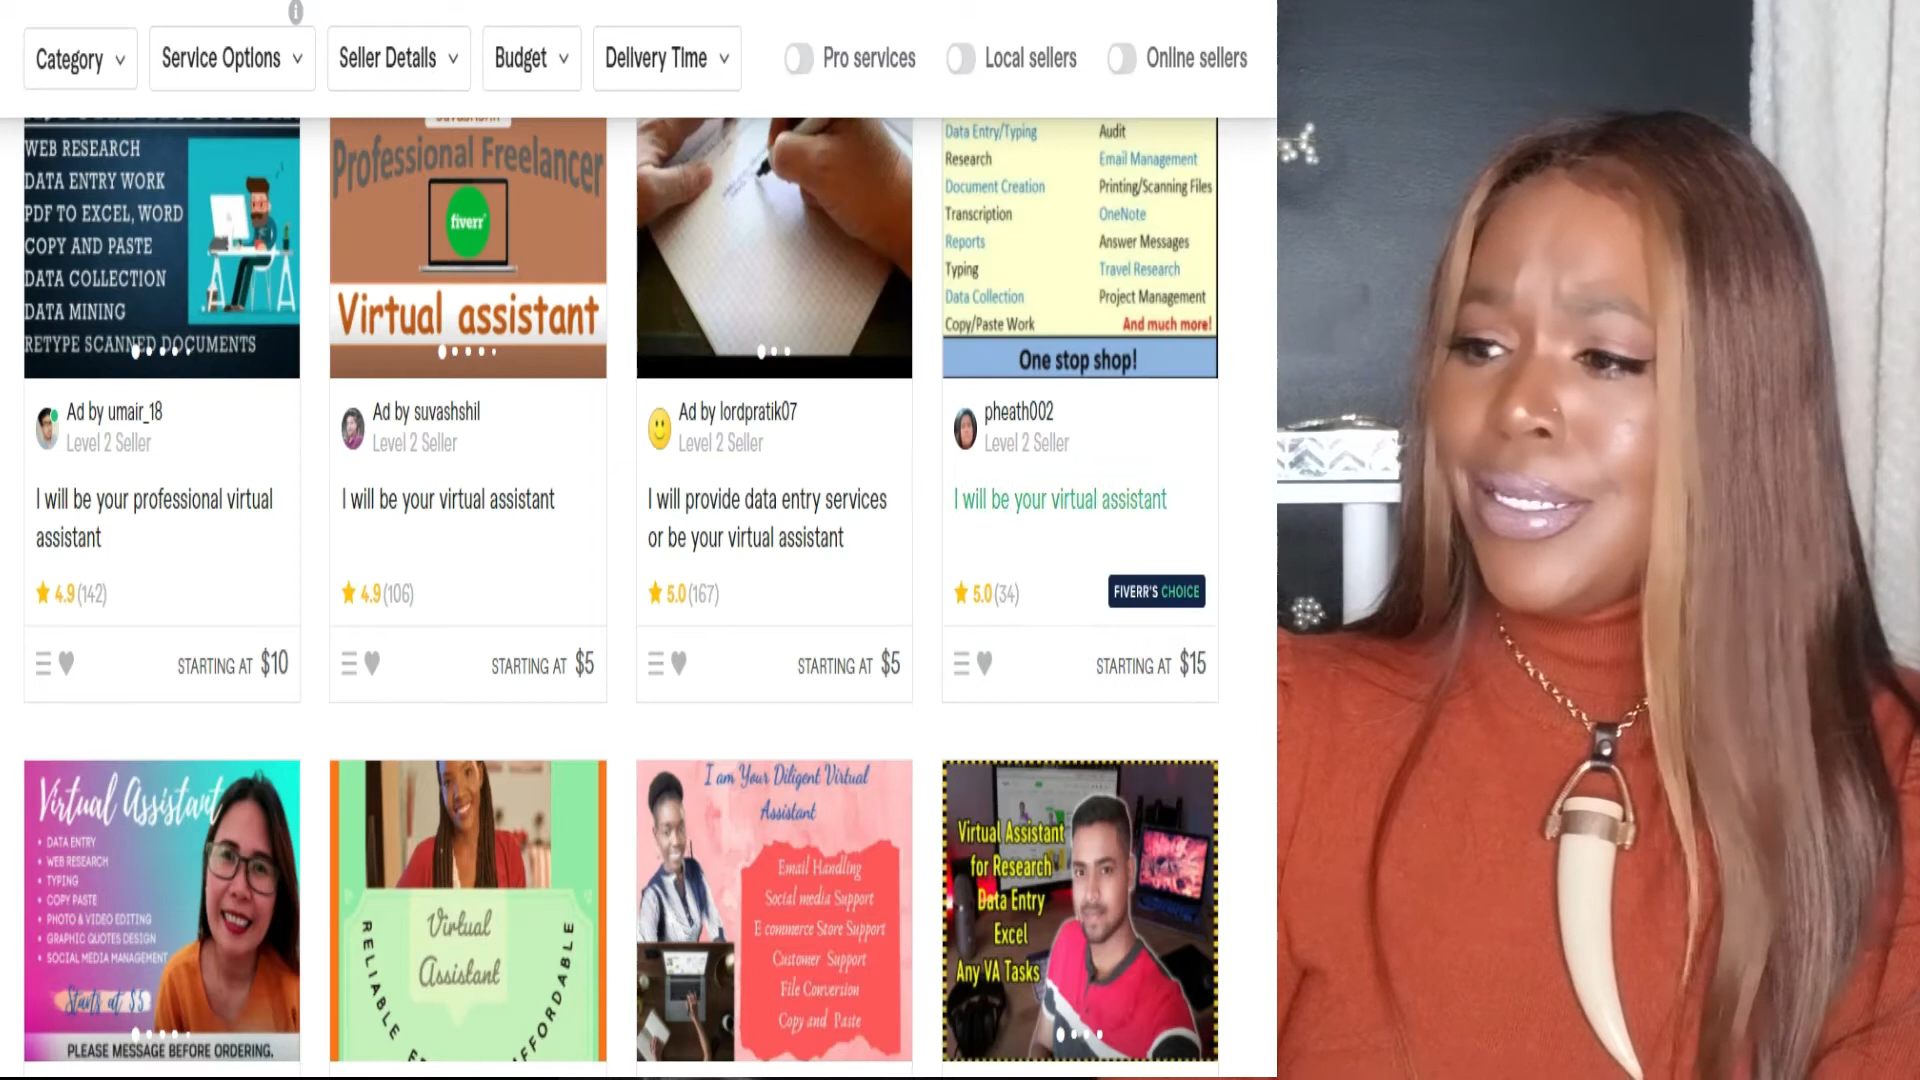 Category
Service Options
Seller Details
Budget
Delivery Time
Pro services
Local sellers
Online sellers
WEB RESEARCH
DATA ENTRY WORK
PDF TO EXCEL, WORD
COPY AND PASTE
DATA COLLECTION
DATA MINING
RETYPE SCANNED DOCUMENTS
Professional Freelancer
fiverr
Virtual assistant
Data Entry/Typing
Research
Document Creation
Transcription
Reports
Typing
Data Collection
Copy/Paste Work
Audit
Email Management
Printing/Scanning Files
OneNote
Answer Messages
Travel Research
Project Management
And much more!
One stop shop!
Ad by umair_18
Level 2 Seller
I will be your professional virtual
assistant
4.9 (142)
STARTING AT $10
Ad by suvashshil
Level 2 Seller
I will be your virtual assistant
4.9 (106)
STARTING AT $5
Ad by lordpratik07
Level 2 Seller
I will provide data entry services
or be your virtual assistant
5.0 (167)
STARTING AT $5
pheath002
Level 2 Seller
I will be your virtual assistant
5.0 (34)
FIVERR'S CHOICE
STARTING AT $15
Virtual Assistant
• DATA ENTRY
• WEB RESEARCH
• TYPING
• COPY PASTE
• PHOTO & VIDEO EDITING
• GRAPHIC QUOTES DESIGN
• SOCIAL MEDIA MANAGEMENT
Starts at $5
PLEASE MESSAGE BEFORE ORDERING.
Virtual
Assistant
RELIABLE
AFFORDABLE
I am Your Diligent Virtual
Assistant
Email Handling
Social media Support
E commerce Store Support
Customer Support
File Conversion
Copy and Paste
Virtual Assistant
for Research
Data Entry
Excel
Any VA Tasks